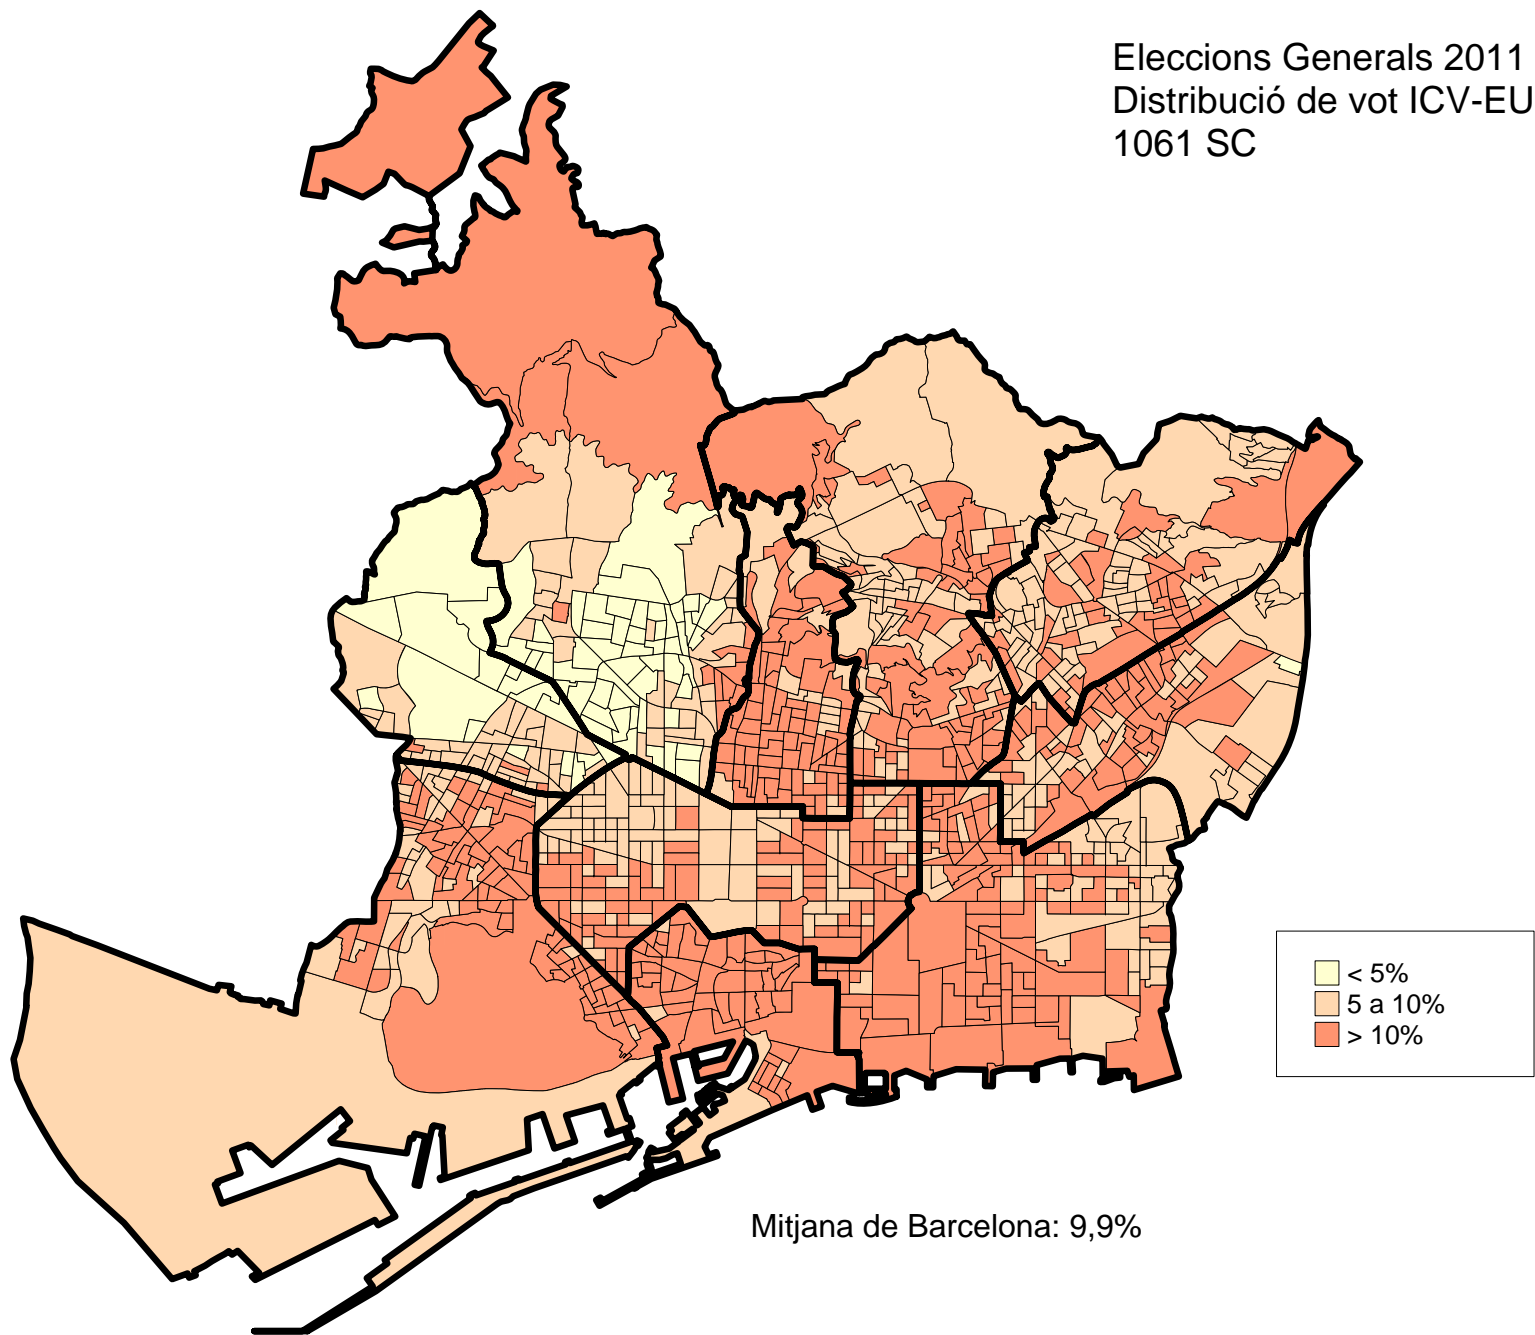 Eleccions Generals 2011
Distribució de vot ICV-EU
1061 SC
< 5%
5 a 10%
> 10%
Mitjana de Barcelona: 9,9%